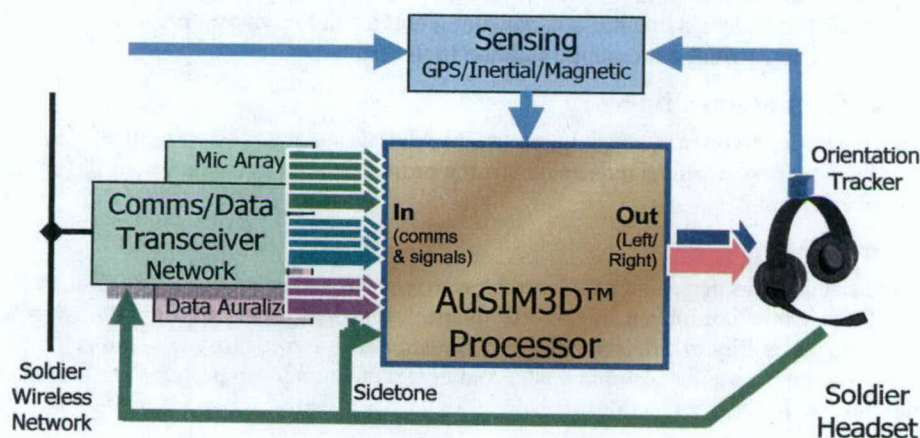 Sensing
GPS/Inertial/Magnetic
Mic Array
Comms/Data
Transceiver
Network
Data Auralize
In
(comms
& signals)
Out
(Left/
Right)
AuSIM3D™
Processor
Orientation
Tracker
Soldier
Wireless
Network
Sidetone
Soldier
Headset